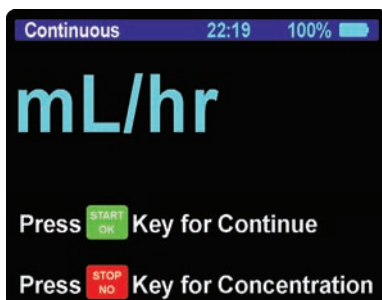 Continuous 22:19 100%
mL/hr
Press START OK Key for Continue
Press STOP NO Key for Concentration